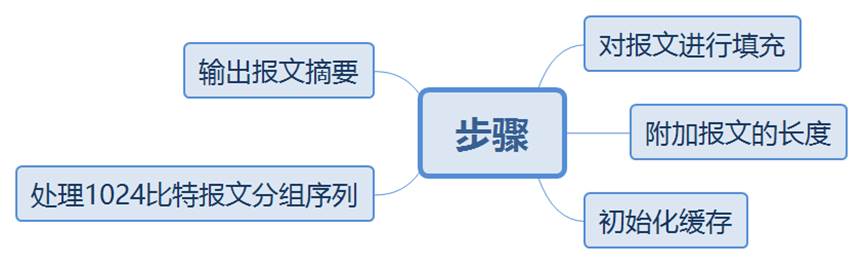 步骤
对报文进行填充
附加报文的长度
初始化缓存
处理1024比特报文分组序列
输出报文摘要